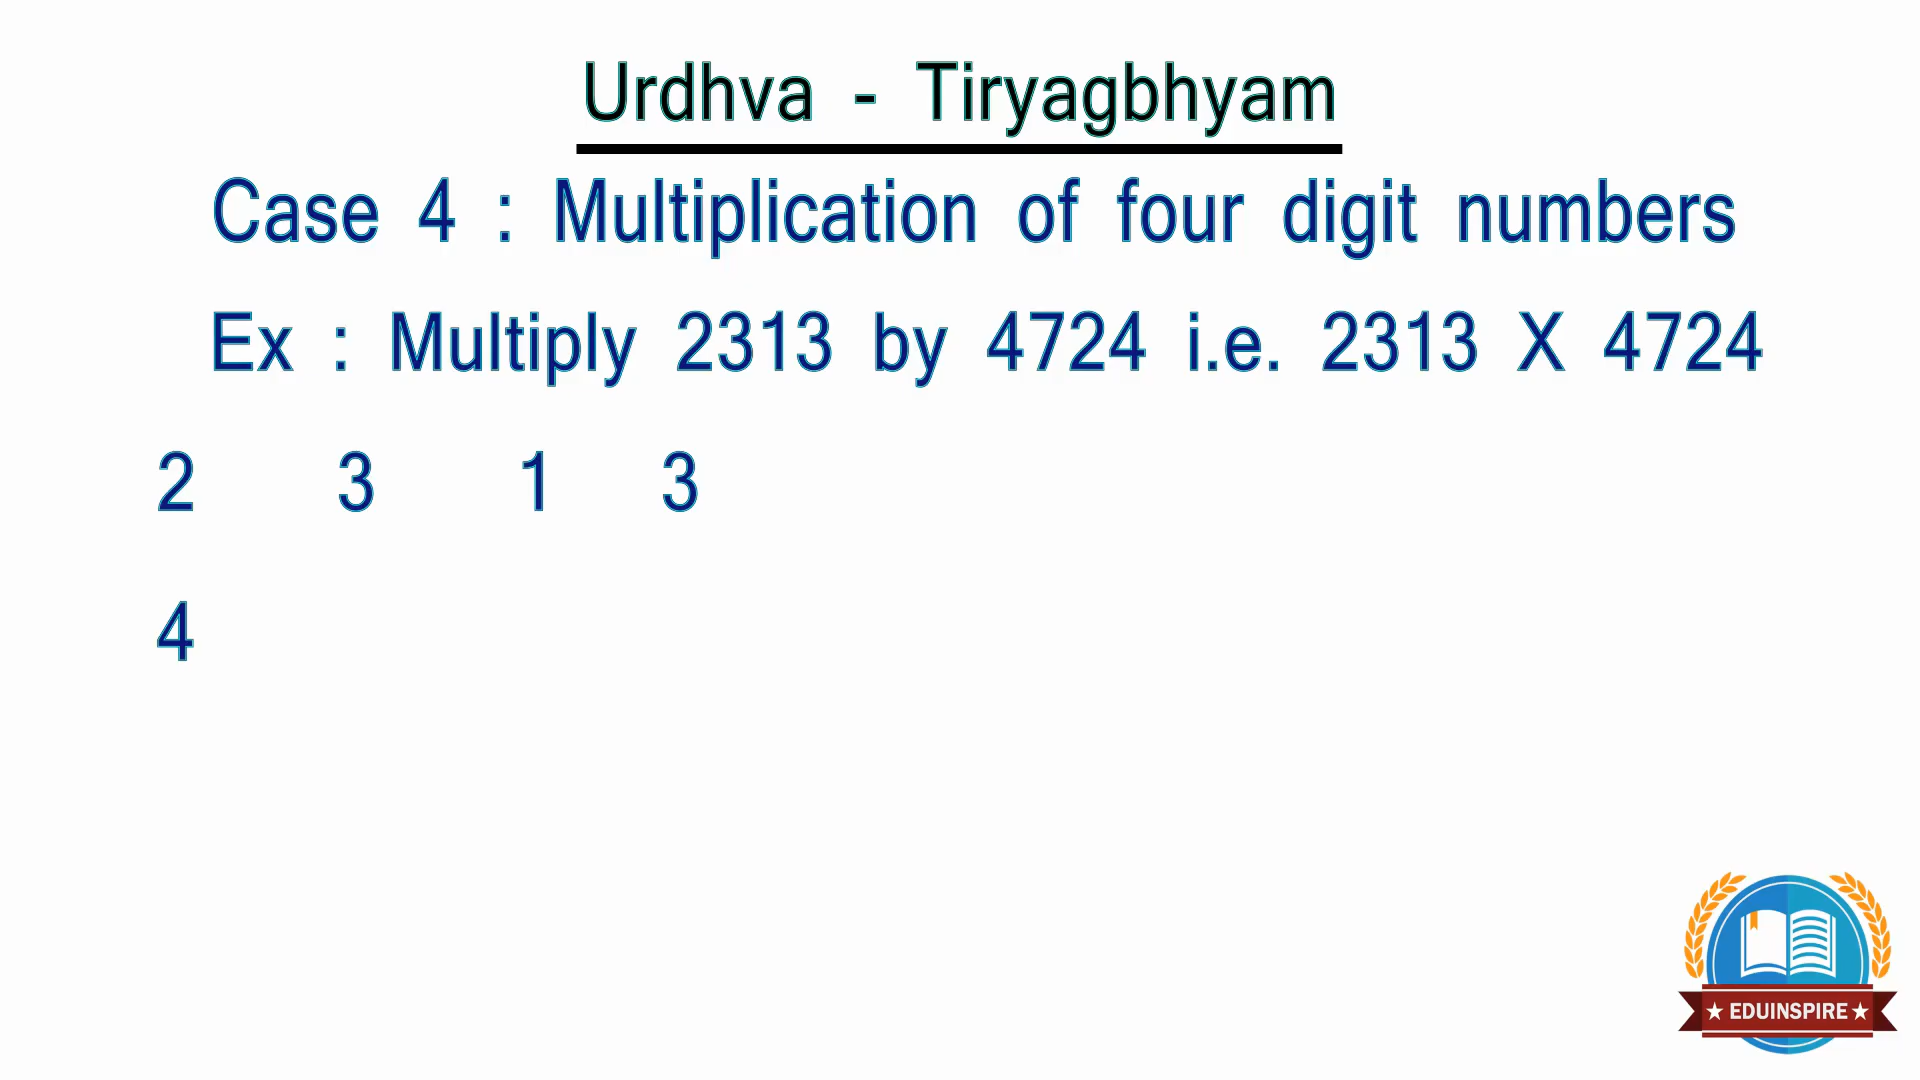 Urdhva - Tiryagbhyam
Case 4 : Multiplication of four digit numbers
Ex : Multiply 2313 by 4724 i.e. 2313 X 4724
2 3 1 3
4
★ EDUINSPIRE ★